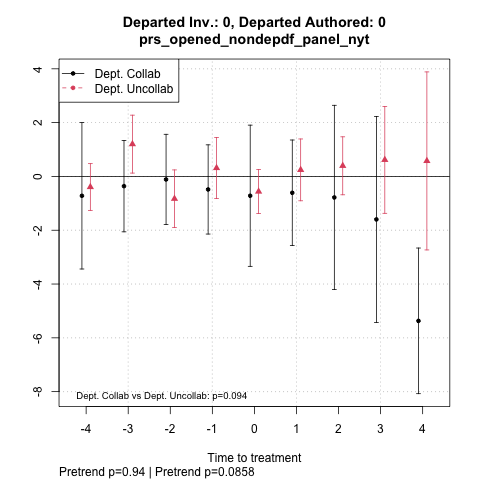 Departed Inv.: 0, Departed Authored: 0
prs_opened_nondepdf_panel_nyt
Dept. Collab
Dept. Uncollab
4
2
0
-2
-4
-6
-8
Dept. Collab vs Dept. Uncollab: p=0.094
-4 -3 -2 -1 0 1 2 3 4
Time to treatment
Pretrend p=0.94 | Pretrend p=0.0858